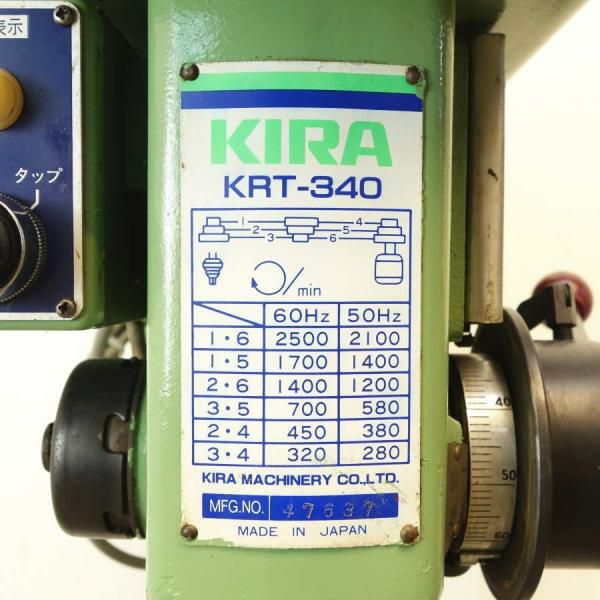 表示
タップ
KIRA
KRT-340
1 4
2 5
3 6
/min
60Hz 50Hz
1・6 2500 2100
1・5 1700 1400
2・6 1400 1200
3・5 700 580
2・4 450 380
3・4 320 280
KIRA MACHINERY CO.,LTD.
MFG.NO. 47637
MADE IN JAPAN
40
50
60